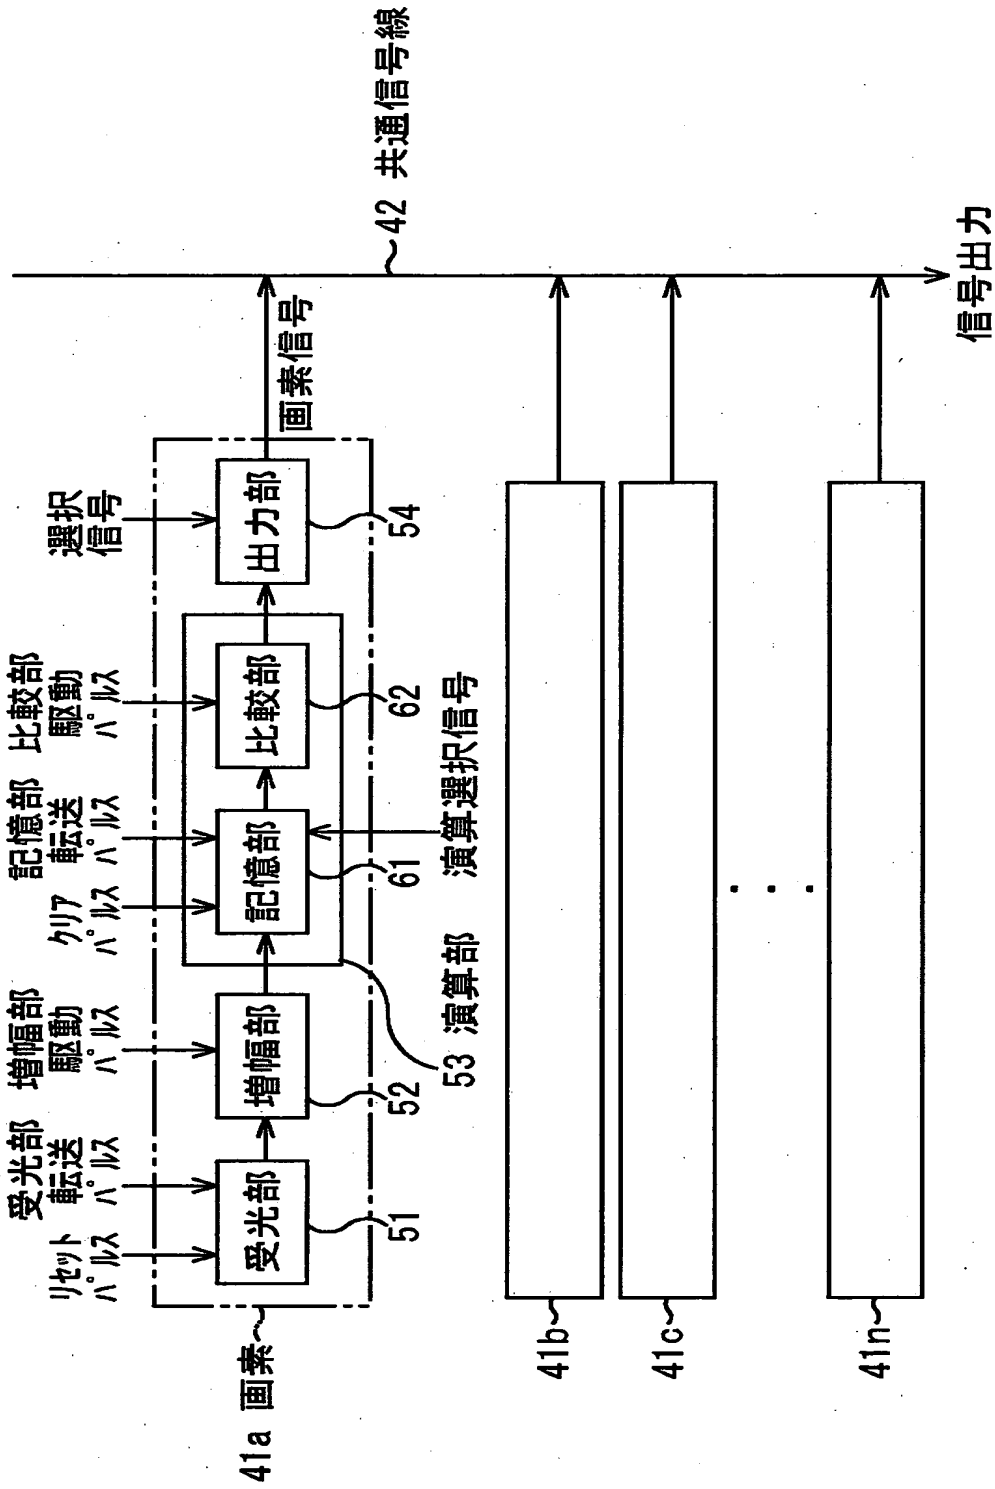 リセット
パルス
受光部
転送
パルス
増幅部
駆動
パルス
クリア
パルス
記憶部
転送
パルス
比較部
駆動
パルス
選択
信号
41a 画素
受光部
51
増幅部
52
記憶部
61
比較部
62
出力部
54
画素信号
53 演算部
演算選択信号
42 共通信号線
41b
41c
・・・
41n
信号出力